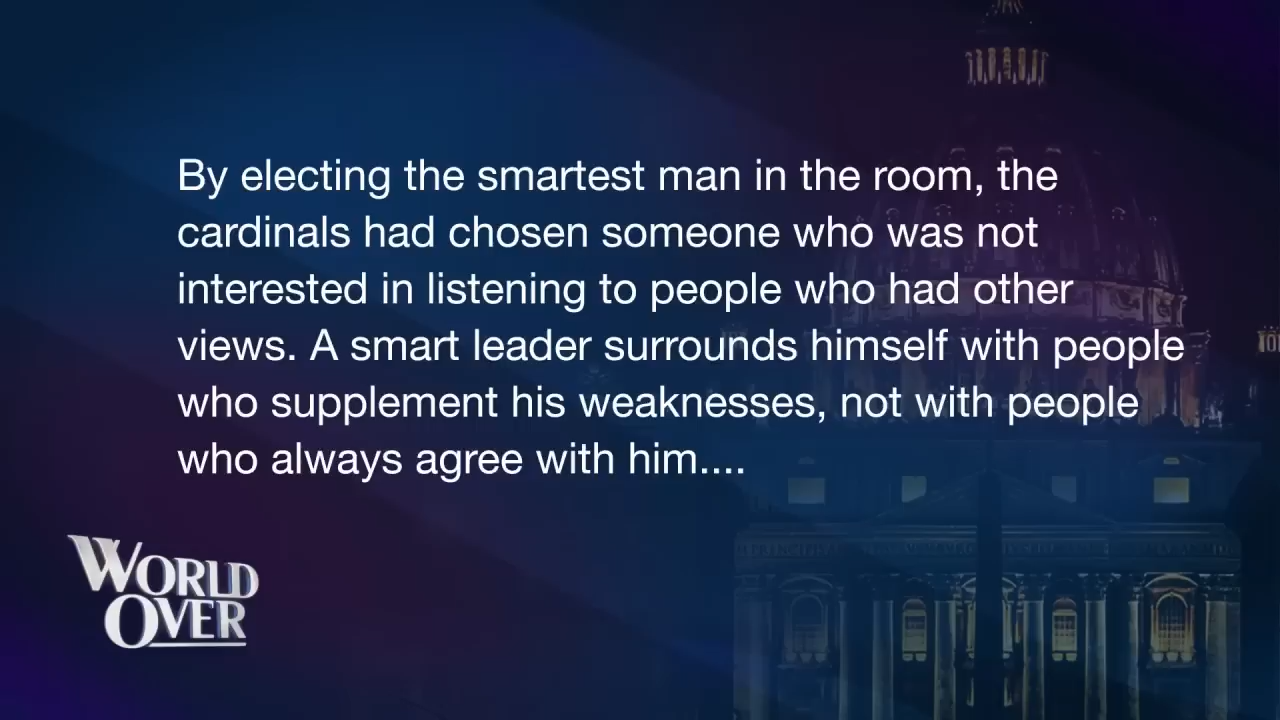 By electing the smartest man in the room, the
cardinals had chosen someone who was not
interested in listening to people who had other
views. A smart leader surrounds himself with people
who supplement his weaknesses, not with people
who always agree with him....
WORLD
OVER